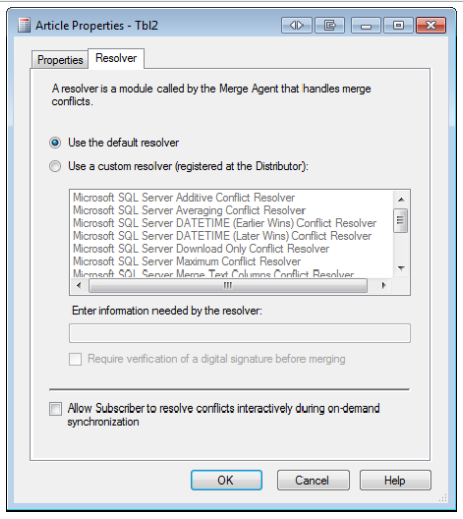 Article Properties - Tbl2
Properties
Resolver
A resolver is a module called by the Merge Agent that handles merge
conflicts.
Use the default resolver
Use a custom resolver (registered at the Distributor):
Microsoft SQL Server Additive Conflict Resolver
Microsoft SQL Server Averaging Conflict Resolver
Microsoft SQL Server DATETIME (Earlier Wins) Conflict Resolver
Microsoft SQL Server DATETIME (Later Wins) Conflict Resolver
Microsoft SQL Server Download Only Conflict Resolver
Microsoft SQL Server Maximum Conflict Resolver
Microsoft SQL Server Merge Text Columns Conflict Resolver
Enter information needed by the resolver:
Require verification of a digital signature before merging
Allow Subscriber to resolve conflicts interactively during on-demand
synchronization
OK
Cancel
Help